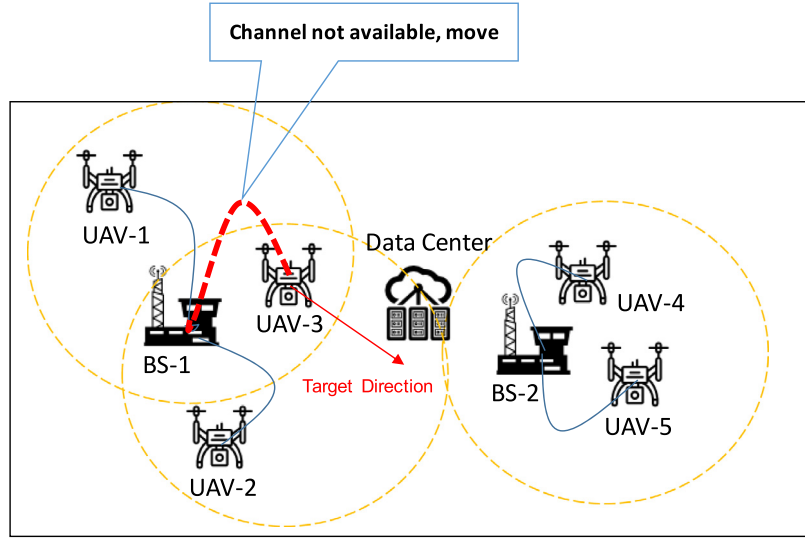 Channel not available, move
UAV-1
Data Center
UAV-3
UAV-4
BS-1
Target Direction
BS-2
UAV-5
UAV-2